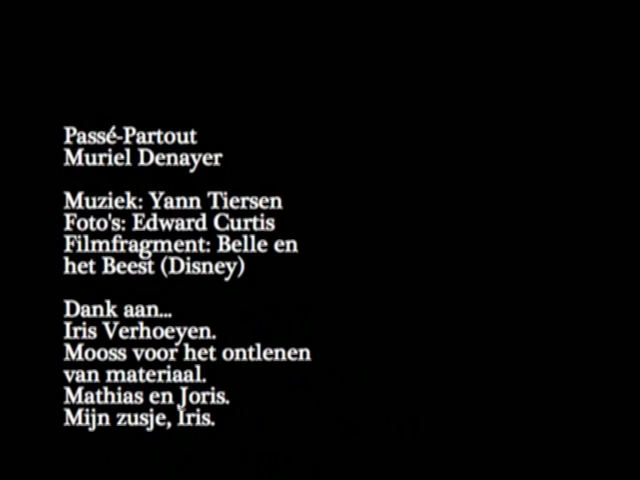 Passé-Partout
Muriel Denayer
Muziek: Yann Tiersen
Foto's: Edward Curtis
Filmfragment: Belle en
het Beest (Disney)
Dank aan...
Iris Verhoeyen.
Mooss voor het ontlenen
van materiaal.
Mathias en Joris.
Mijn zusje, Iris.